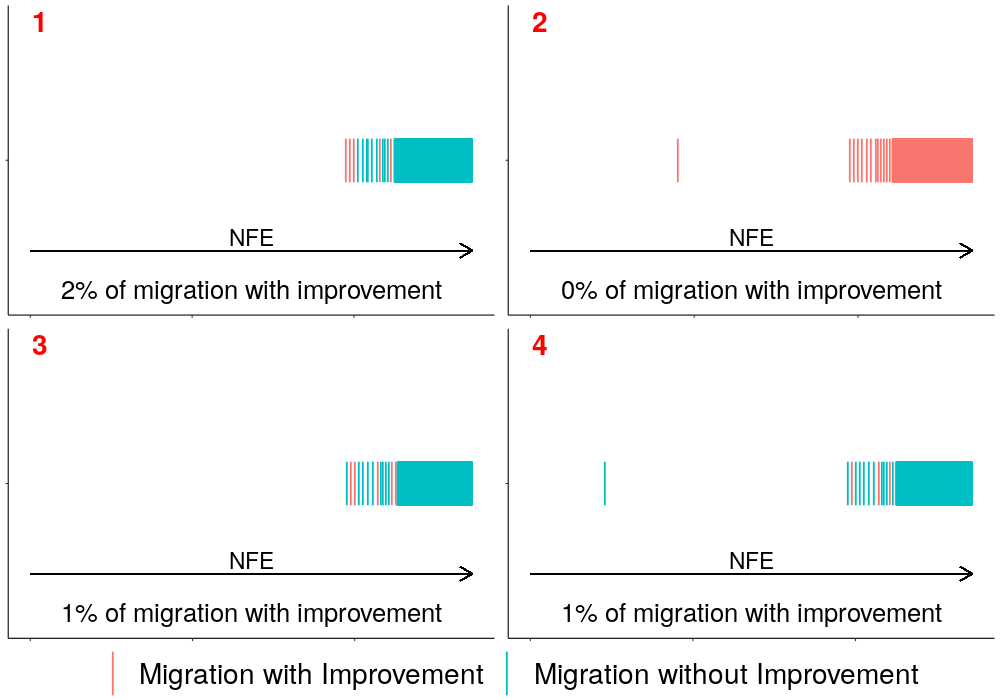 1
NFE
2% of migration with improvement
2
NFE
0% of migration with improvement
3
NFE
1% of migration with improvement
4
NFE
1% of migration with improvement
Migration with Improvement
Migration without Improvement